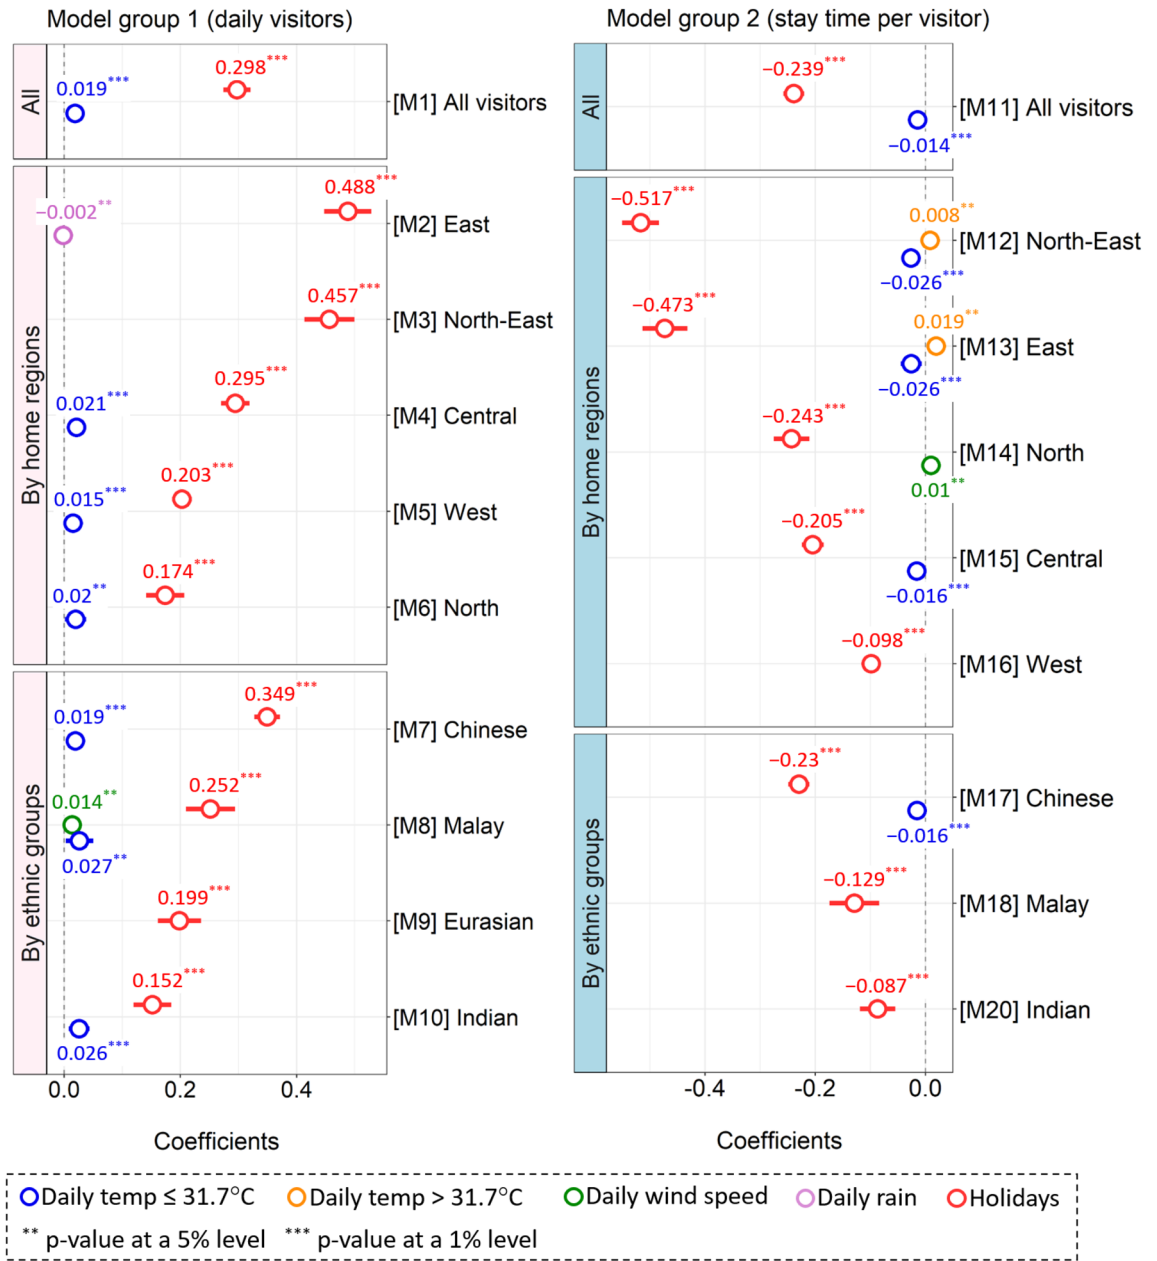 Model group 1 (daily visitors)
All
0.298***
0.019***
[M1] All visitors
By home regions
0.488***
−0.002**
[M2] East
0.457***
[M3] North-East
0.295***
0.021***
[M4] Central
0.203***
0.015***
[M5] West
0.174***
0.02**
[M6] North
By ethnic groups
0.349***
0.019***
[M7] Chinese
0.252***
0.014**
[M8] Malay
0.027**
0.199***
[M9] Eurasian
0.152***
[M10] Indian
0.026***
0.0 0.2 0.4
Coefficients
Model group 2 (stay time per visitor)
All
−0.239***
[M11] All visitors
−0.014***
By home regions
−0.517***
0.008**
[M12] North-East
−0.026***
−0.473***
0.019**
[M13] East
−0.026***
−0.243***
[M14] North
0.01**
−0.205***
[M15] Central
−0.016***
−0.098***
[M16] West
By ethnic groups
−0.23***
[M17] Chinese
−0.016***
−0.129***
[M18] Malay
−0.087***
[M20] Indian
-0.4 -0.2 0.0
Coefficients
Daily temp ≤ 31.7°C Daily temp > 31.7°C Daily wind speed Daily rain Holidays
** p-value at a 5% level *** p-value at a 1% level